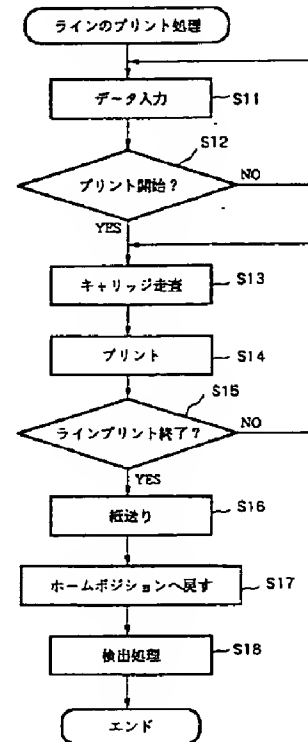 ラインのプリント処理
データ入力
S11
S12
プリント開始？
NO
YES
キャリッジ走査
S13
プリント
S14
S15
ラインプリント終了？
NO
YES
紙送り
S16
ホームポジションへ戻す
S17
検出処理
S18
エンド